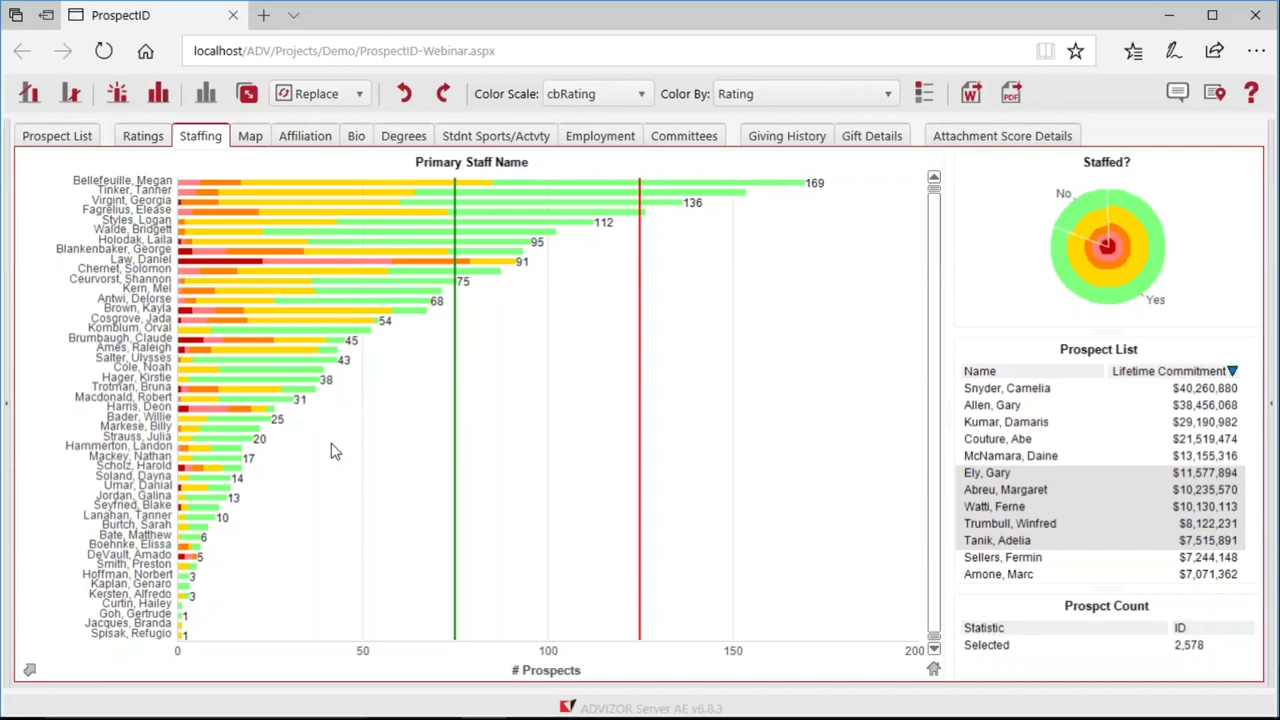 ProspectID
localhost/ADV/Projects/Demo/ProspectID-Webinar.aspx
Replace
Color Scale: cbRating
Color By: Rating
Prospect List
Ratings
Staffing
Map
Affiliation
Bio
Degrees
Stdnt Sports/Actvty
Employment
Committees
Giving History
Gift Details
Attachment Score Details
Primary Staff Name
Bellefeuille, Megan 169
Tinker, Tanner
Virgint, Georgia 136
Fagrelius, Elease
Styles, Logan 112
Walde, Bridgett
Holodak, Laila 95
Blankenbaker, George
Law, Daniel 91
Chernet, Solomon
Ceurvorst, Shannon 75
Kern, Mel
Antwi, Delorse 68
Brown, Kayla
Cosgrove, Jada 54
Komblum, Orval
Brumbaugh, Claude 45
Ames, Raleigh
Salter, Ulysses 43
Cole, Noah
Hager, Kirstie 38
Trotman, Bruna
Macdonald, Robert 31
Harris, Deon
Bader, Willie 25
Markese, Billy
Strauss, Julia 20
Hammerton, Landon
Mackey, Nathan 17
Scholz, Harold
Soland, Dayna 14
Umar, Danial
Jordan, Galina 13
Seyfried, Blake
Lanahan, Tanner 10
Burtch, Sarah
Bate, Matthew 6
Boehnke, Elissa
DeVault, Amado 5
Smith, Preston
Hoffman, Norbert 3
Kaplan, Genaro
Kersten, Alfredo 3
Curtin, Hailey
Goh, Gertrude 1
Jacques, Branda
Spisak, Refugio 1
0 50 100 150 200
# Prospects
Staffed?
No
Yes
Prospect List
Name Lifetime Commitment
Snyder, Camelia $40,260,880
Allen, Gary $38,456,068
Kumar, Damaris $29,190,982
Couture, Abe $21,519,474
McNamara, Daine $13,155,316
Ely, Gary $11,577,894
Abreu, Margaret $10,235,570
Watti, Ferne $10,130,113
Trumbull, Winfred $8,122,231
Tanik, Adelia $7,515,891
Sellers, Fermin $7,244,148
Arnone, Marc $7,071,362
Prospct Count
Statistic ID
Selected 2,578
ADVIZOR Server AE v6.8.3